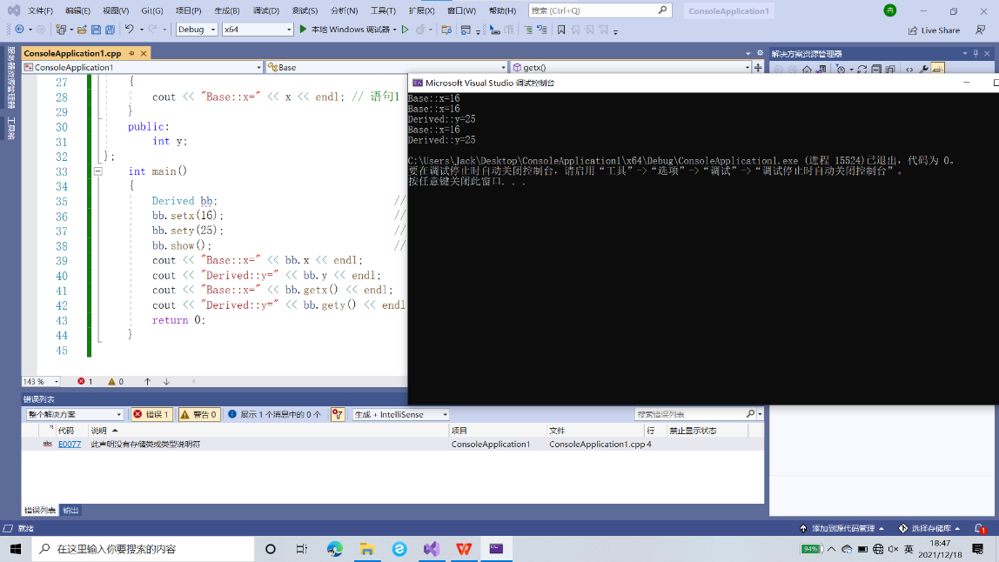 文件(F) 编辑(E) 视图(V) Git(G) 项目(P) 生成(B) 调试(D) 测试(S) 分析(N) 工具(T) 扩展(X) 窗口(W) 帮助(H) 搜索 (Ctrl+Q) ConsoleApplication1 冉
Debug x64 本地 Windows 调试器 Live Share
服务器资源管理器
工具箱
ConsoleApplication1.cpp
解决方案资源管理器
ConsoleApplication1 Base getx()
27 {
28 cout << "Base::x=" << x << endl; // 语句1
29 }
30 public:
31 int y;
32 };
33 int main()
34 {
35 Derived bb; //
36 bb.setx(16); //
37 bb.sety(25); //
38 bb.show(); //
39 cout << "Base::x=" << bb.x << endl;
40 cout << "Derived::y=" << bb.y << endl;
41 cout << "Base::x=" << bb.getx() << endl;
42 cout << "Derived::y=" << bb.gety() << endl
43 return 0;
44 }
45
Microsoft Visual Studio 调试控制台
Base::x=16
Base::x=16
Derived::y=25
Base::x=16
Derived::y=25
C:\Users\Jack\Desktop\ConsoleApplication1\x64\Debug\ConsoleApplication1.exe (进程 15524)已退出，代码为 0。
要在调试停止时自动关闭控制台，请启用“工具”->“选项”->“调试”->“调试停止时自动关闭控制台”。
按任意键关闭此窗口. . .
143 % 1 0
错误列表
整个解决方案 错误 1 警告 0 展示 1 个消息中的 0 个 生成 + IntelliSense 搜索错误列表
代码 说明 项目 文件 行 禁止显示状态
abc E0077 此声明没有存储类或类型说明符 ConsoleApplication1 ConsoleApplication1.cpp 4
错误列表 输出
就绪 添加到源代码管理 选择存储库 1
在这里输入你要搜索的内容 94% 英 18:47
2021/12/18